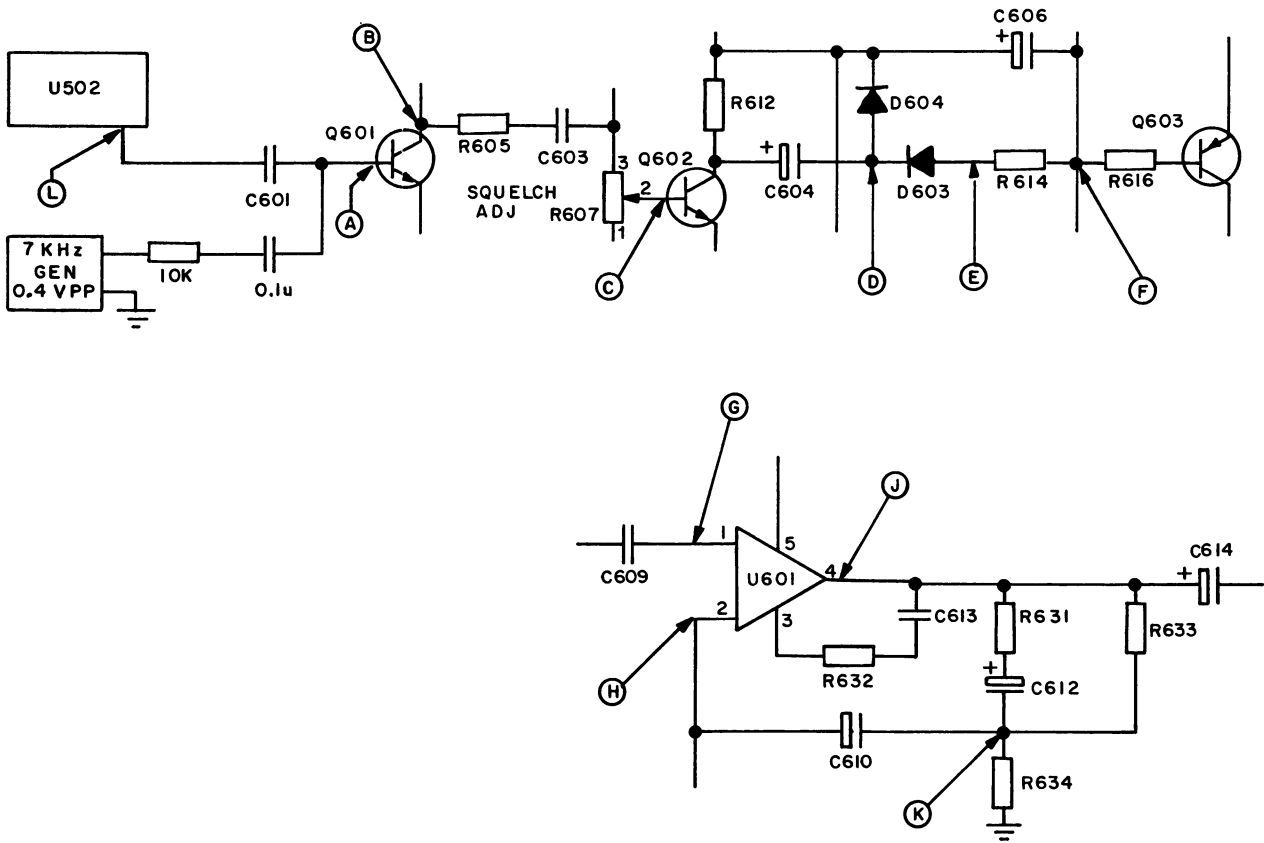 C606
B
U502
R612
D604
Q601
Q603
R605
C603
Q602
L
C601
A
SQUELCH
ADJ
3
R607
2
1
+
C604
D603
R614
R616
+
7 KHz
GEN
0.4 VPP
10K
0.1u
C
D
E
F
G
J
1
5
C609
U601
4
C614
+
2
3
C613
R631
R633
H
R632
+
C612
C610
K
R634